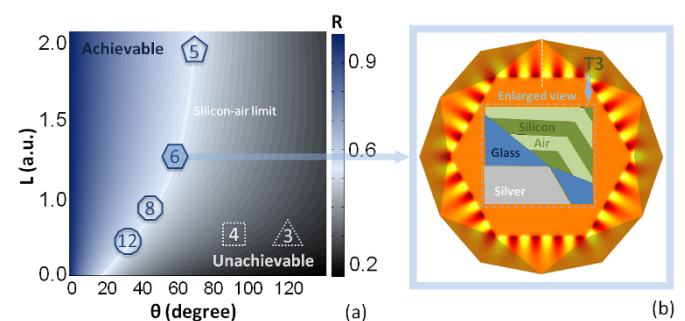 R
2.0
1.5
1.0
0.0
L (a.u.)
Achievable
5
Silicon-air limit
6
8
12
4
3
Unachievable
0 20 40 60 80 100 120
θ (degree)
(a)
0.9
0.6
0.2
T3
Enlarged view
Silicon
Air
Glass
Silver
(b)